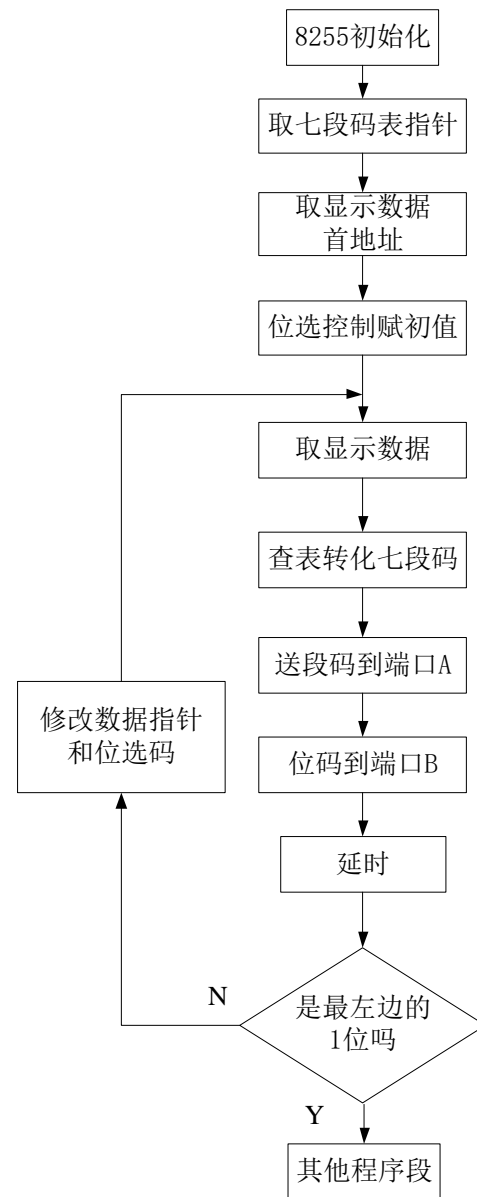 8255初始化
取七段码表指针
取显示数据
首地址
位选控制赋初值
取显示数据
查表转化七段码
送段码到端口A
修改数据指针
和位选码
位码到端口B
延时
N
是最左边的
1位吗
Y
其他程序段